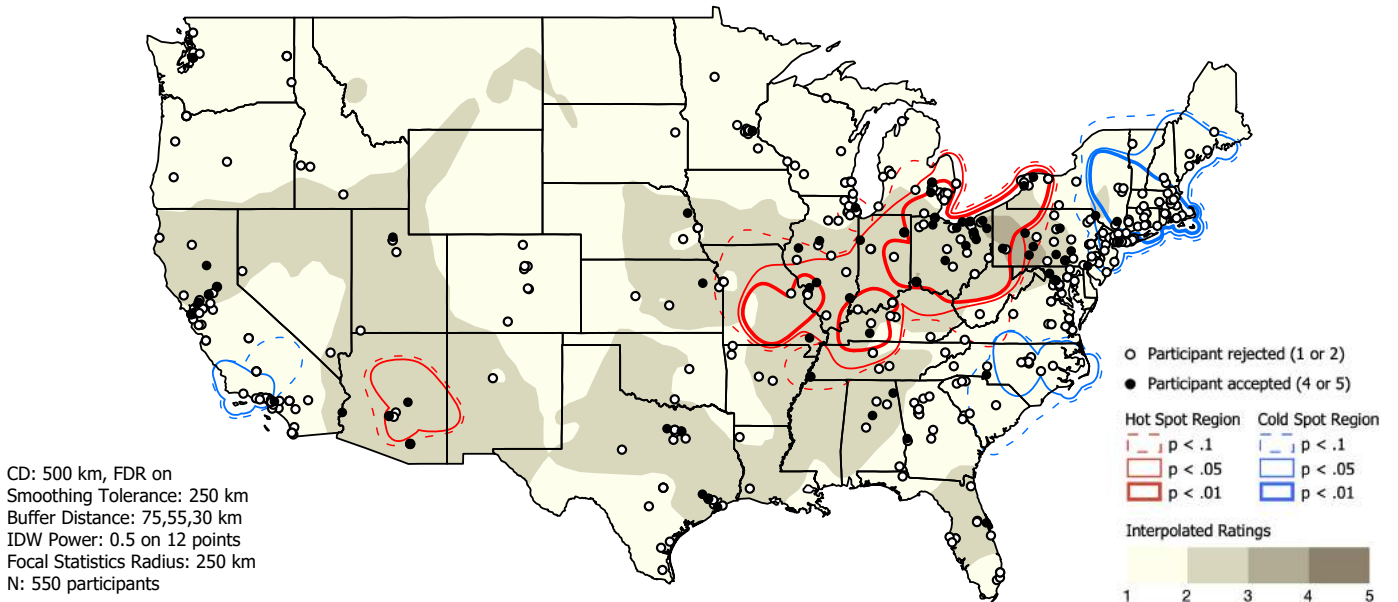 Participant rejected (1 or 2)
Participant accepted (4 or 5)
Hot Spot Region
Cold Spot Region
p < .1
p < .1
p < .05
p < .05
p < .01
p < .01
Interpolated Ratings
1 2 3 4 5
CD: 500 km, FDR on
Smoothing Tolerance: 250 km
Buffer Distance: 75,55,30 km
IDW Power: 0.5 on 12 points
Focal Statistics Radius: 250 km
N: 550 participants